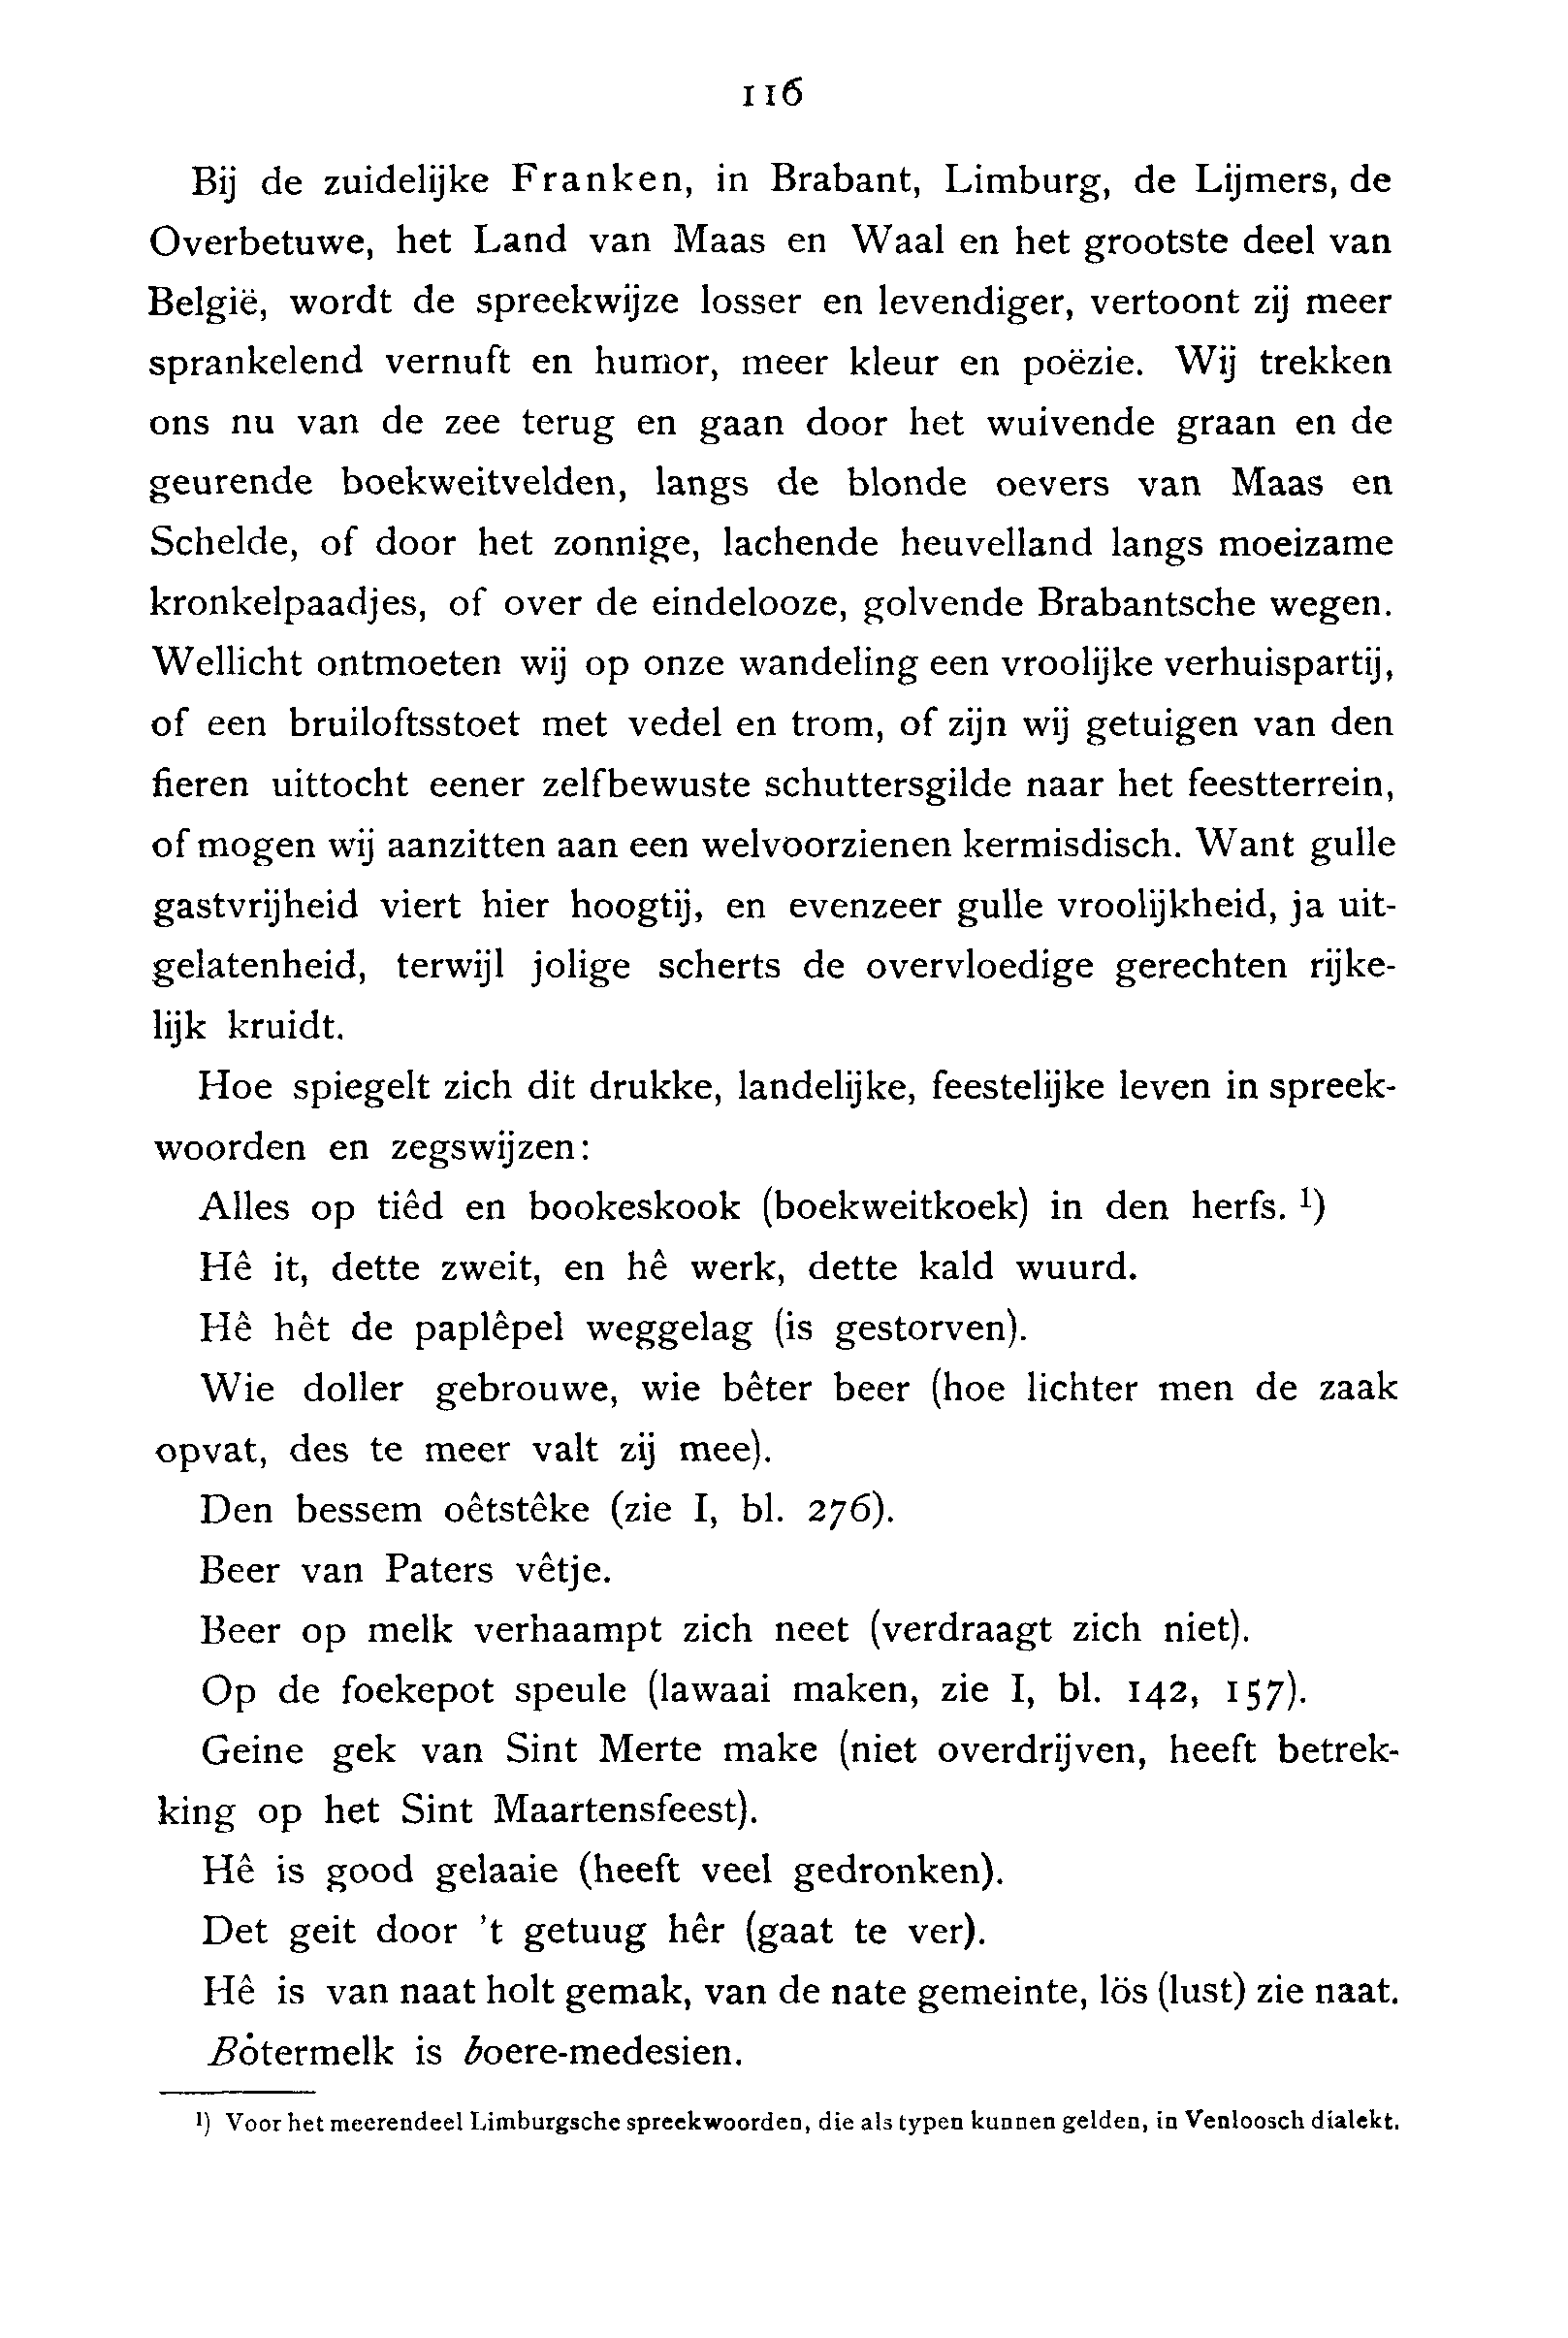 116
Bij de zuidelijke Franken, in Brabant, Limburg, de Lijmers, de
Overbetuwe, het Land van Maas en Waal en het grootste deel van
België, wordt de spreekwijze losser en levendiger, vertoont zij meer
sprankelend vernuft en humor, meer kleur en poëzie. Wij trekken
ons nu van de zee terug en gaan door het wuivende graan en de
geurende boekweitvelden, langs de blonde oevers van Maas en
Schelde, of door het zonnige, lachende heuvelland langs moeizame
kronkelpaadjes, of over de eindelooze, golvende Brabantsche wegen.
Wellicht ontmoeten wij op onze wandeling een vroolijke verhuispartij,
of een bruiloftsstoet met vedel en trom, of zijn wij getuigen van den
fieren uittocht eener zelfbewuste schuttersgilde naar het feestterrein,
of mogen wij aanzitten aan een welvoorzienen kermisdisch. Want gulle
gastvrijheid viert hier hoogtij, en evenzeer gulle vroolijkheid, ja uit-
gelatenheid, terwijl jolige scherts de overvloedige gerechten rijke-
lijk kruidt.
Hoe spiegelt zich dit drukke, landelijke, feestelijke leven in spreek-
woorden en zegswijzen:
Alles op tiêd en bookeskook (boekweitkoek) in den herfs. ¹)
Hê it, dette zweit, en hê werk, dette kald wuurd.
Hê hêt de paplêpel weggelag (is gestorven).
Wie doller gebrouwe, wie bêter beer (hoe lichter men de zaak
opvat, des te meer valt zij mee).
Den bessem oêtstêke (zie I, bl. 276).
Beer van Paters vêtje.
Beer op melk verhaampt zich neet (verdraagt zich niet).
Op de foekepot speule (lawaai maken, zie I, bl. 142, 157).
Geine gek van Sint Merte make (niet overdrijven, heeft betrek-
king op het Sint Maartensfeest).
Hê is good gelaaie (heeft veel gedronken).
Det geit door 't getuug hêr (gaat te ver).
Hê is van naat holt gemak, van de nate gemeinte, lös (lust) zie naat.
Bȯtermelk is boere-medesien.
¹) Voor het meerendeel Limburgsche spreekwoorden, die als typen kunnen gelden, in Venloosch dialekt.